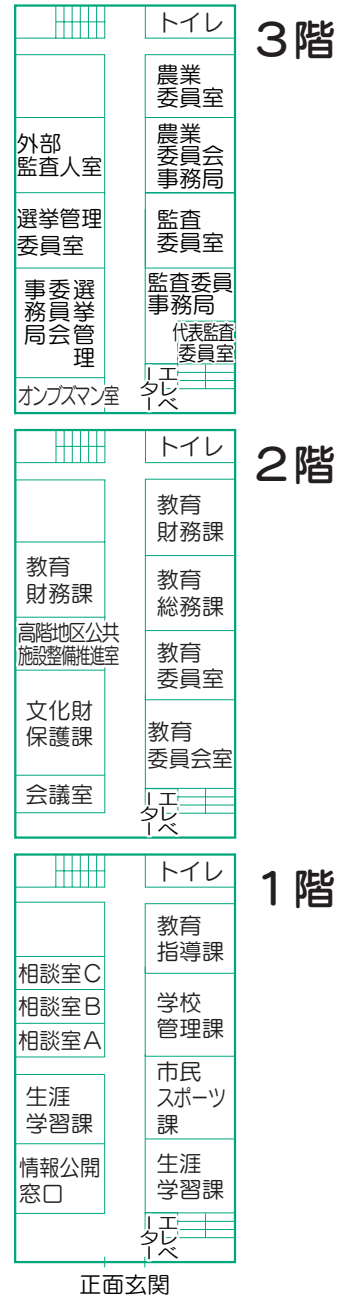 3階
トイレ
農業
委員室
外部
監査人室
農業
委員会
事務局
選挙管理
委員室
監査
委員室
選挙管理
委員会
事務局
監査委員
事務局
代表監査
委員室
オンブズマン室
エレベーター
2階
トイレ
教育
財務課
教育
財務課
教育
総務課
高階地区公共
施設整備推進室
教育
委員室
文化財
保護課
教育
委員会室
会議室
エレベーター
1階
トイレ
教育
指導課
相談室C
相談室B
相談室A
学校
管理課
市民
スポーツ
課
生涯
学習課
情報公開
窓口
生涯
学習課
エレベーター
正面玄関